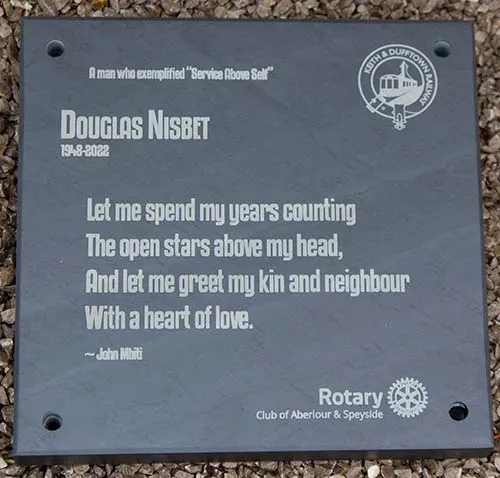 A man who exemplified "Service Above Self"
KEITH & DUFFTOWN RAILWAY
DOUGLAS NISBET
1948-2022
Let me spend my years counting
The open stars above my head,
And let me greet my kin and neighbour
With a heart of love.
~ John Mbiti
Rotary
Club of Aberlour & Speyside